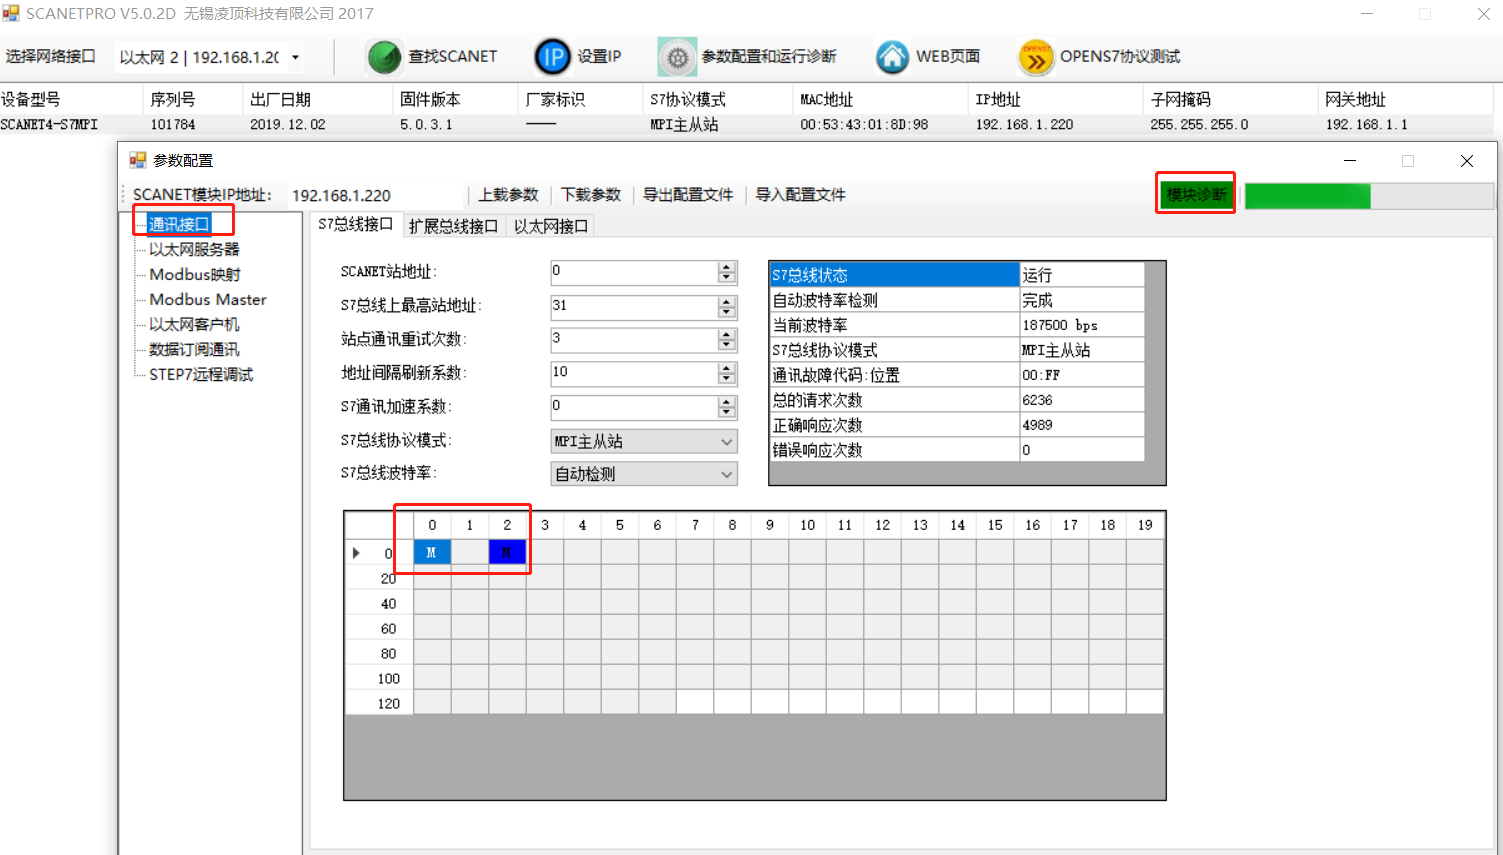 SCANETPRO V5.0.2D 无锡凌顶科技有限公司 2017
选择网络接口 以太网 2 | 192.168.1.20 查找SCANET IP 设置IP 参数配置和运行诊断 WEB页面 OPENS7 OPENS7协议测试
设备型号 序列号 出厂日期 固件版本 厂家标识 S7协议模式 MAC地址 IP地址 子网掩码 网关地址
SCANET4-S7MPI 101784 2019.12.02 5.0.3.1 —— MPI主从站 00:53:43:01:8D:98 192.168.1.220 255.255.255.0 192.168.1.1
参数配置
SCANET模块IP地址: 192.168.1.220 上载参数 下载参数 导出配置文件 导入配置文件 模块诊断
通讯接口
以太网服务器
Modbus映射
Modbus Master
以太网客户机
数据订阅通讯
STEP7远程调试
S7总线接口 扩展总线接口 以太网接口
SCANET站地址: 0
S7总线上最高站地址: 31
站点通讯重试次数: 3
地址间隔刷新系数: 10
S7通讯加速系数: 0
S7总线协议模式: MPI主从站
S7总线波特率: 自动检测
S7总线状态 运行
自动波特率检测 完成
当前波特率 187500 bps
S7总线协议模式 MPI主从站
通讯故障代码:位置 00:FF
总的请求次数 6236
正确响应次数 4989
错误响应次数 0
0 1 2 3 4 5 6 7 8 9 10 11 12 13 14 15 16 17 18 19
0 M M
20
40
60
80
100
120